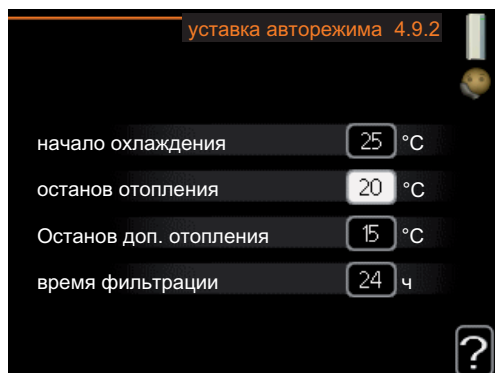 уставка авторежима 4.9.2
начало охлаждения 25 °C
останов отопления 20 °C
Останов доп. отопления 15 °C
время фильтрации 24 ч
?